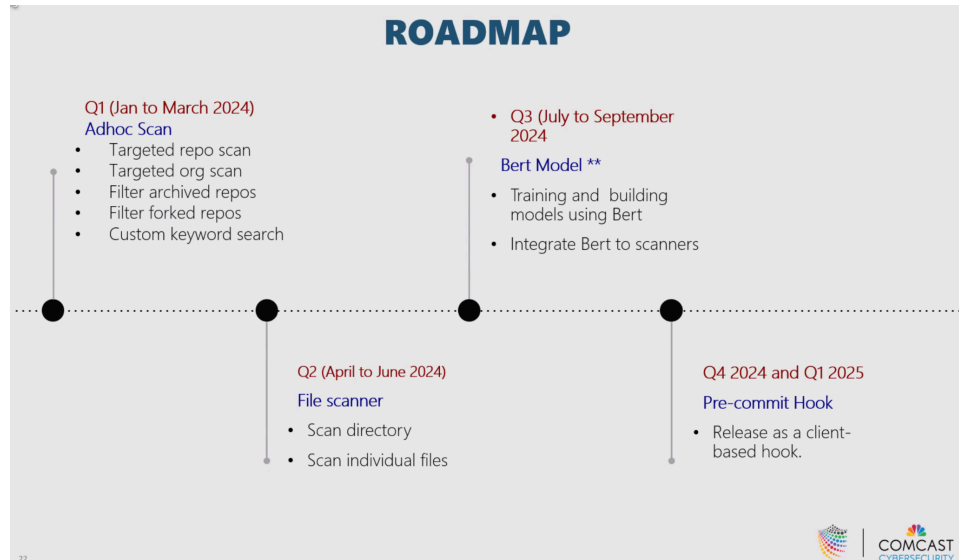 ROADMAP
Q1 (Jan to March 2024)
Adhoc Scan
• Targeted repo scan
• Targeted org scan
• Filter archived repos
• Filter forked repos
• Custom keyword search
• Q3 (July to September
2024
Bert Model **
• Training and building
models using Bert
• Integrate Bert to scanners
Q2 (April to June 2024)
File scanner
• Scan directory
• Scan individual files
Q4 2024 and Q1 2025
Pre-commit Hook
• Release as a client-
based hook.
22
COMCAST
CYBERSECURITY